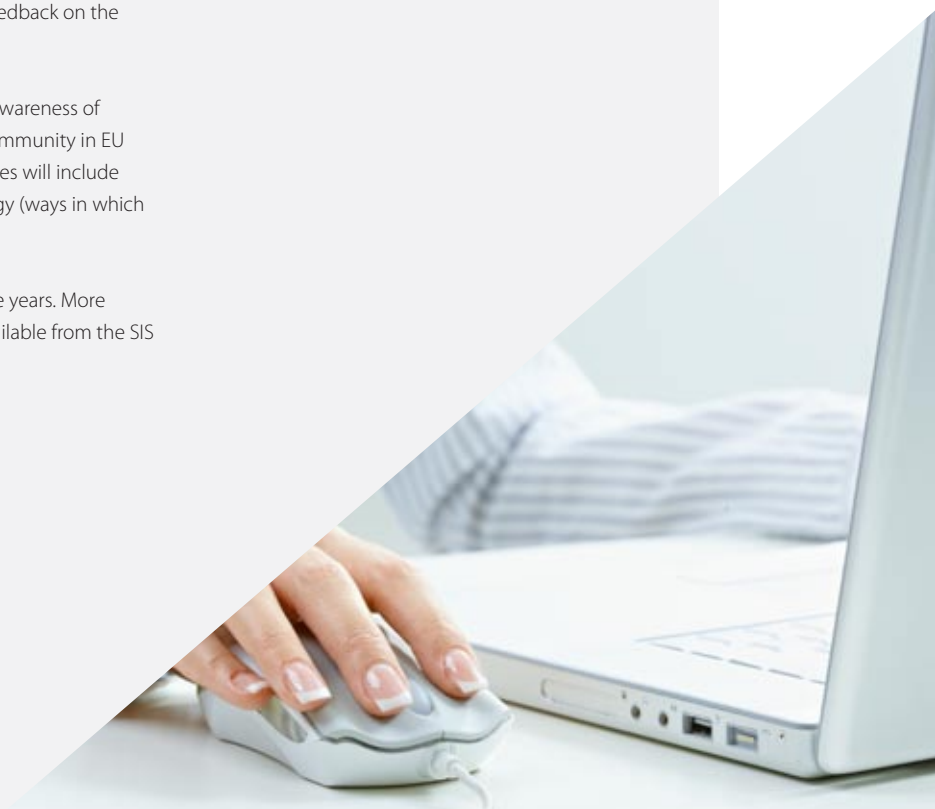 edback on the
wareness of
mmunity in EU
es will include
gy (ways in which
e years. More
ilable from the SIS